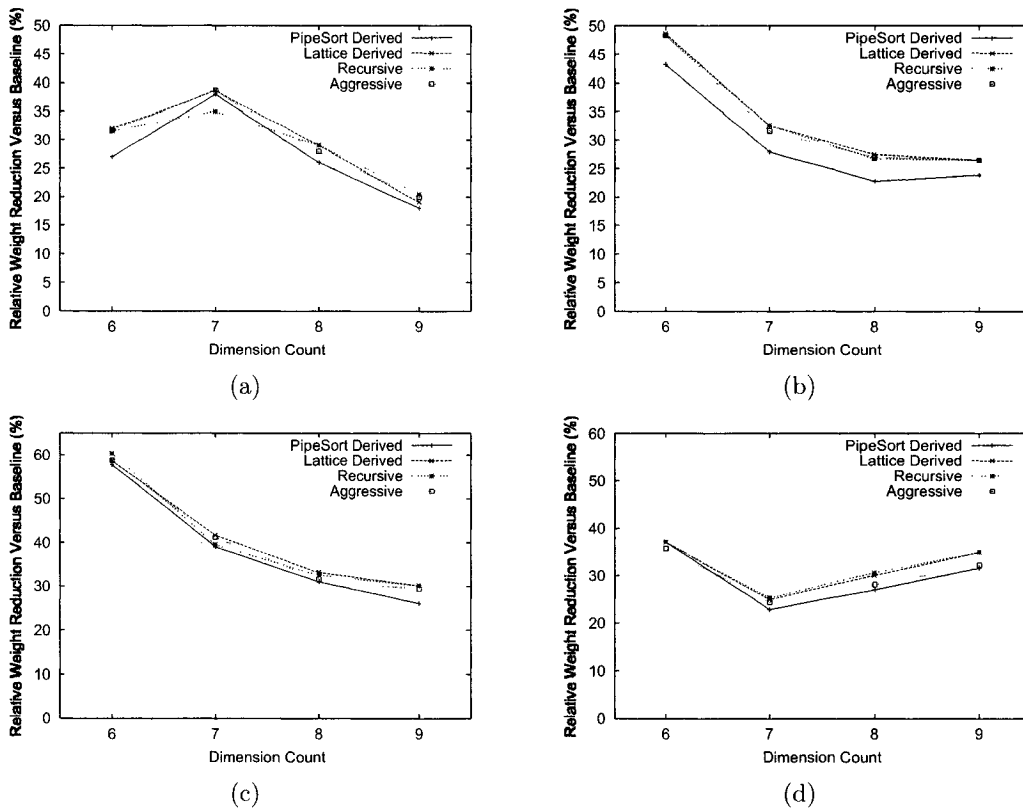 Relative Weight Reduction Versus Baseline (%)
50
45
40
35
30
25
20
15
10
5
0
PipeSort Derived
Lattice Derived
Recursive
Aggressive
6 7 8 9
Dimension Count
(a)
Relative Weight Reduction Versus Baseline (%)
50
45
40
35
30
25
20
15
10
5
0
PipeSort Derived
Lattice Derived
Recursive
Aggressive
6 7 8 9
Dimension Count
(b)
Relative Weight Reduction Versus Baseline (%)
60
50
40
30
20
10
0
PipeSort Derived
Lattice Derived
Recursive
Aggressive
6 7 8 9
Dimension Count
(c)
Relative Weight Reduction Versus Baseline (%)
60
50
40
30
20
10
0
PipeSort Derived
Lattice Derived
Recursive
Aggressive
6 7 8 9
Dimension Count
(d)